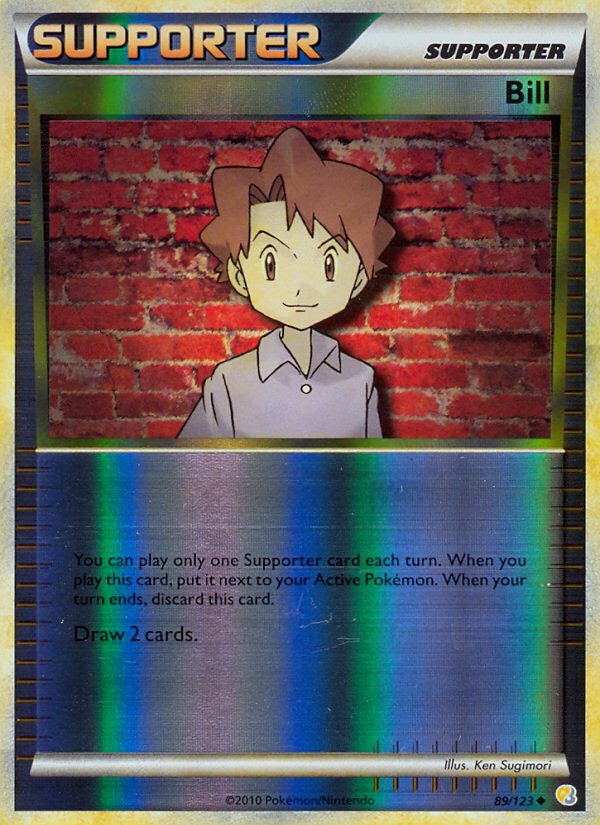 SUPPORTER
SUPPORTER
Bill
You can play only one Supporter card each turn. When you
play this card, put it next to your Active Pokémon. When your
turn ends, discard this card.
Draw 2 cards.
Illus. Ken Sugimori
©2010 Pokémon/Nintendo
89/123